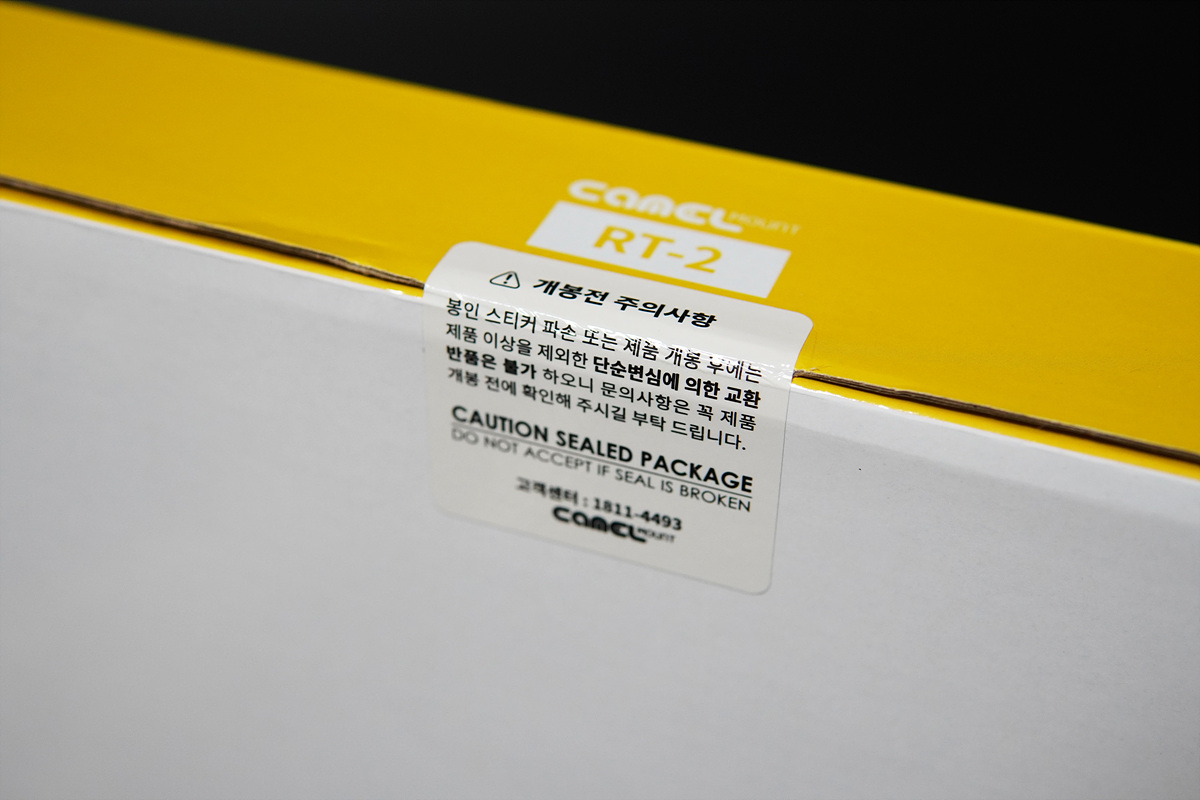 CAMEL MOUNT
RT-2
⚠ 개봉전 주의사항
봉인 스티커 파손 또는 제품 개봉 후에는
제품 이상을 제외한 단순변심에 의한 교환
반품은 불가 하오니 문의사항은 꼭 제품
개봉 전에 확인해 주시길 부탁 드립니다.
CAUTION SEALED PACKAGE
DO NOT ACCEPT IF SEAL IS BROKEN
고객센터 : 1811-4493
CAMEL MOUNT